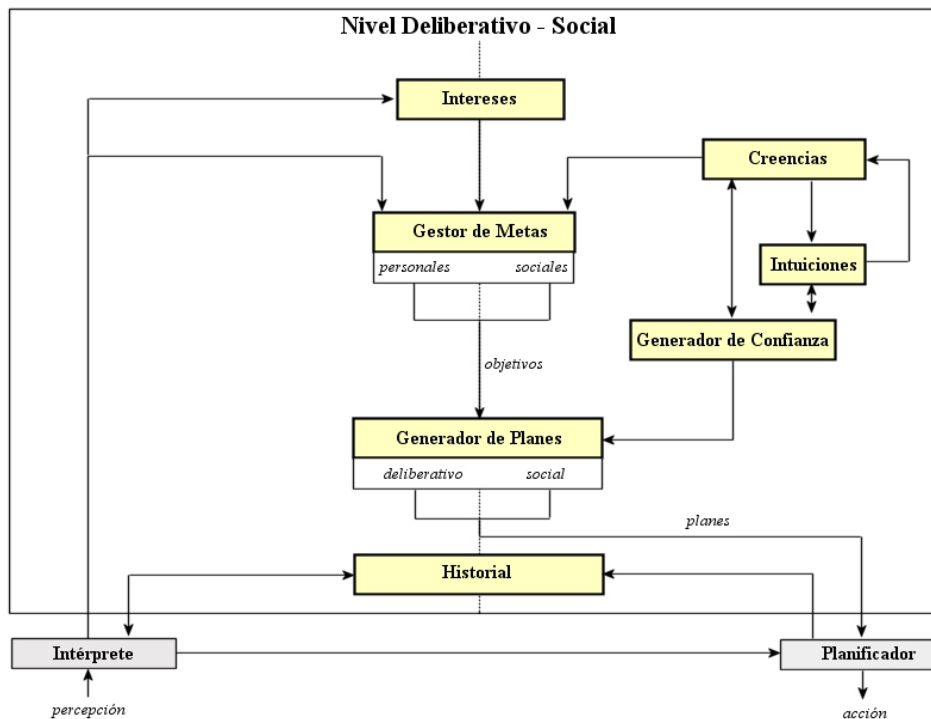 Nivel Deliberativo - Social
Intereses
Creencias
Gestor de Metas
personales
sociales
Intuiciones
Generador de Confianza
objetivos
Generador de Planes
deliberativo
social
planes
Historial
Intérprete
Planificador
percepción
acción